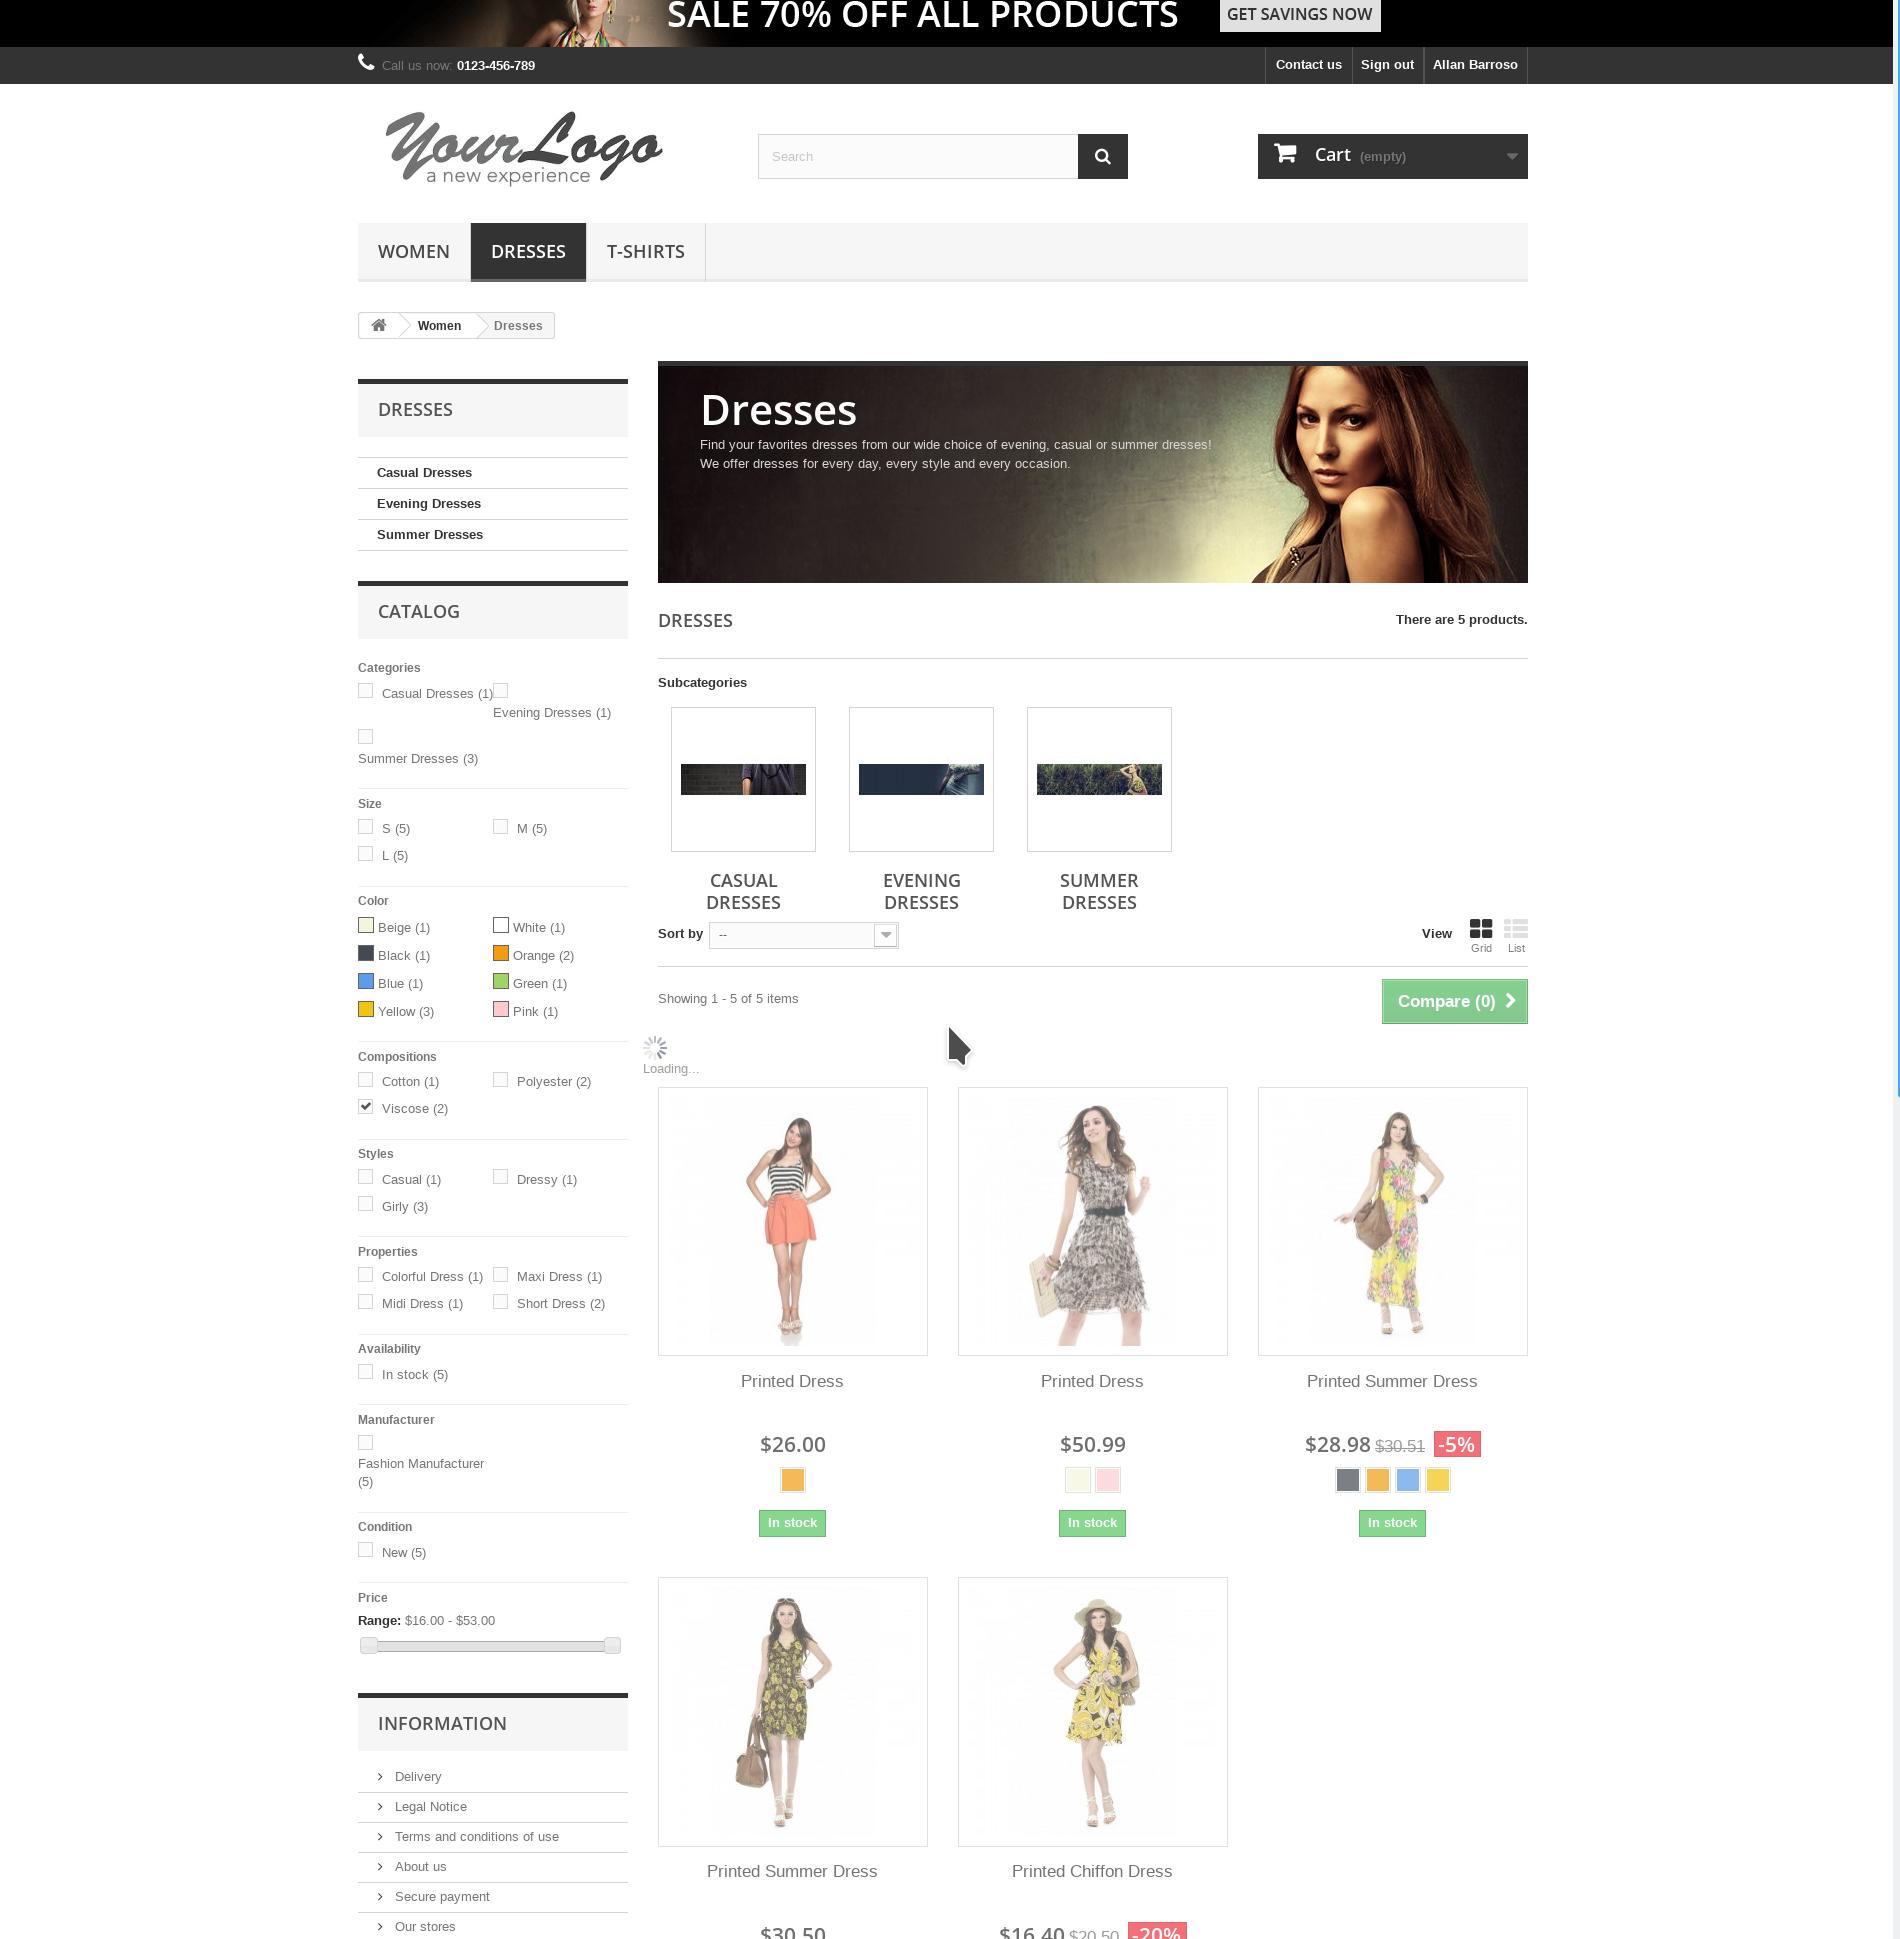 SALE 70% OFF ALL PRODUCTS GET SAVINGS NOW
Call us now: 0123-456-789 Contact us Sign out Allan Barroso
YourLogo
a new experience
Search
Cart (empty)
WOMEN DRESSES T-SHIRTS
Women Dresses
DRESSES
Casual Dresses
Evening Dresses
Summer Dresses
CATALOG
Categories
Casual Dresses (1)
Evening Dresses (1)
Summer Dresses (3)
Size
S (5) M (5)
L (5)
Color
Beige (1) White (1)
Black (1) Orange (2)
Blue (1) Green (1)
Yellow (3) Pink (1)
Compositions
Cotton (1) Polyester (2)
Viscose (2)
Styles
Casual (1) Dressy (1)
Girly (3)
Properties
Colorful Dress (1) Maxi Dress (1)
Midi Dress (1) Short Dress (2)
Availability
In stock (5)
Manufacturer
Fashion Manufacturer
(5)
Condition
New (5)
Price
Range: $16.00 - $53.00
INFORMATION
Delivery
Legal Notice
Terms and conditions of use
About us
Secure payment
Our stores
Dresses
Find your favorites dresses from our wide choice of evening, casual or summer dresses!
We offer dresses for every day, every style and every occasion.
DRESSES There are 5 products.
Subcategories
CASUAL DRESSES
EVENING DRESSES
SUMMER DRESSES
Sort by -- View Grid List
Showing 1 - 5 of 5 items Compare (0)
Loading...
Printed Dress
$26.00
In stock
Printed Dress
$50.99
In stock
Printed Summer Dress
$28.98 $30.51 -5%
In stock
Printed Summer Dress
$30.50
Printed Chiffon Dress
$16.40 $20.50 -20%